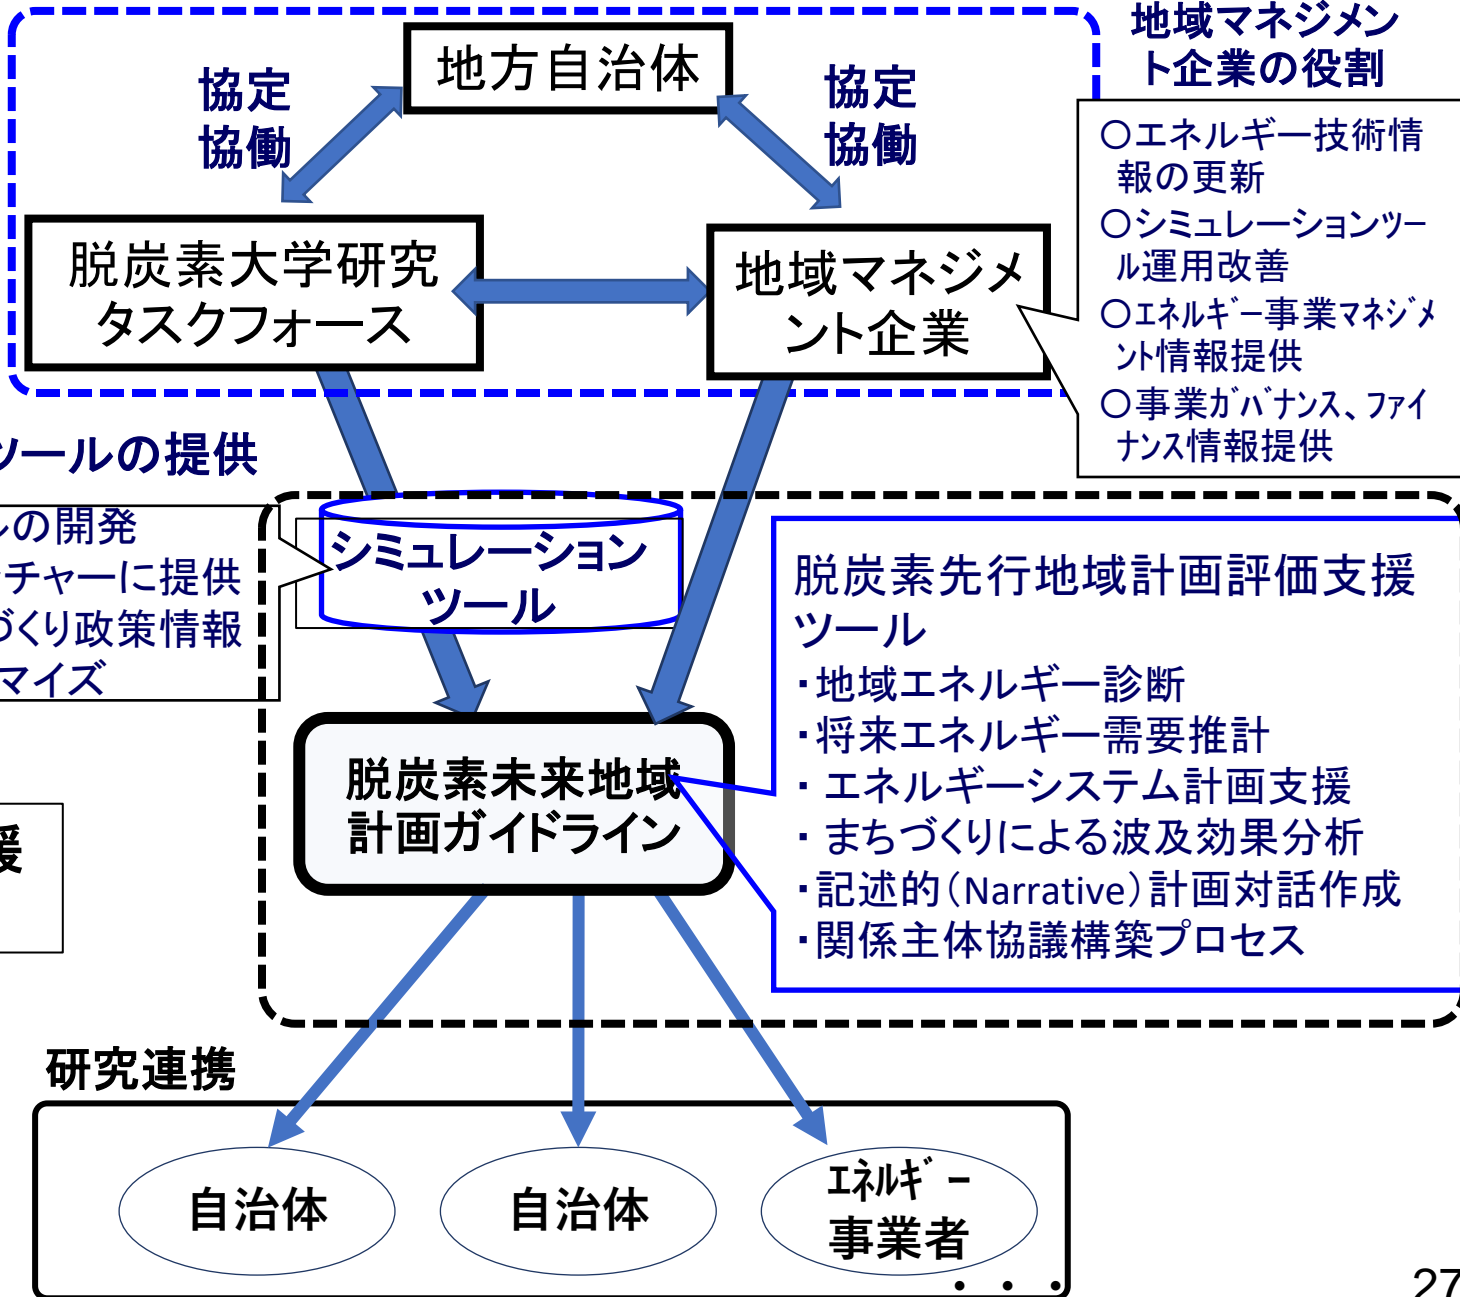 地域マネジメン
ト企業の役割
地方自治体
協定
協働
協定
協働
○エネルギー技術情
報の更新
○シミュレーションツー
ル運用改善
○エネルギー事業マネジメ
ント情報提供
○事業ガバナンス、ファイ
ナンス情報提供
脱炭素大学研究
タスクフォース
地域マネジメ
ント企業
ツールの提供
の開発
チャーに提供
づくり政策情報
マイズ
シミュレーション
ツール
脱炭素先行地域計画評価支援
ツール
・地域エネルギー診断
・将来エネルギー需要推計
・エネルギーシステム計画支援
・まちづくりによる波及効果分析
・記述的(Narrative)計画対話作成
・関係主体協議構築プロセス
脱炭素未来地域
計画ガイドライン
援
研究連携
自治体
自治体
エネルギー
事業者
・・・
27